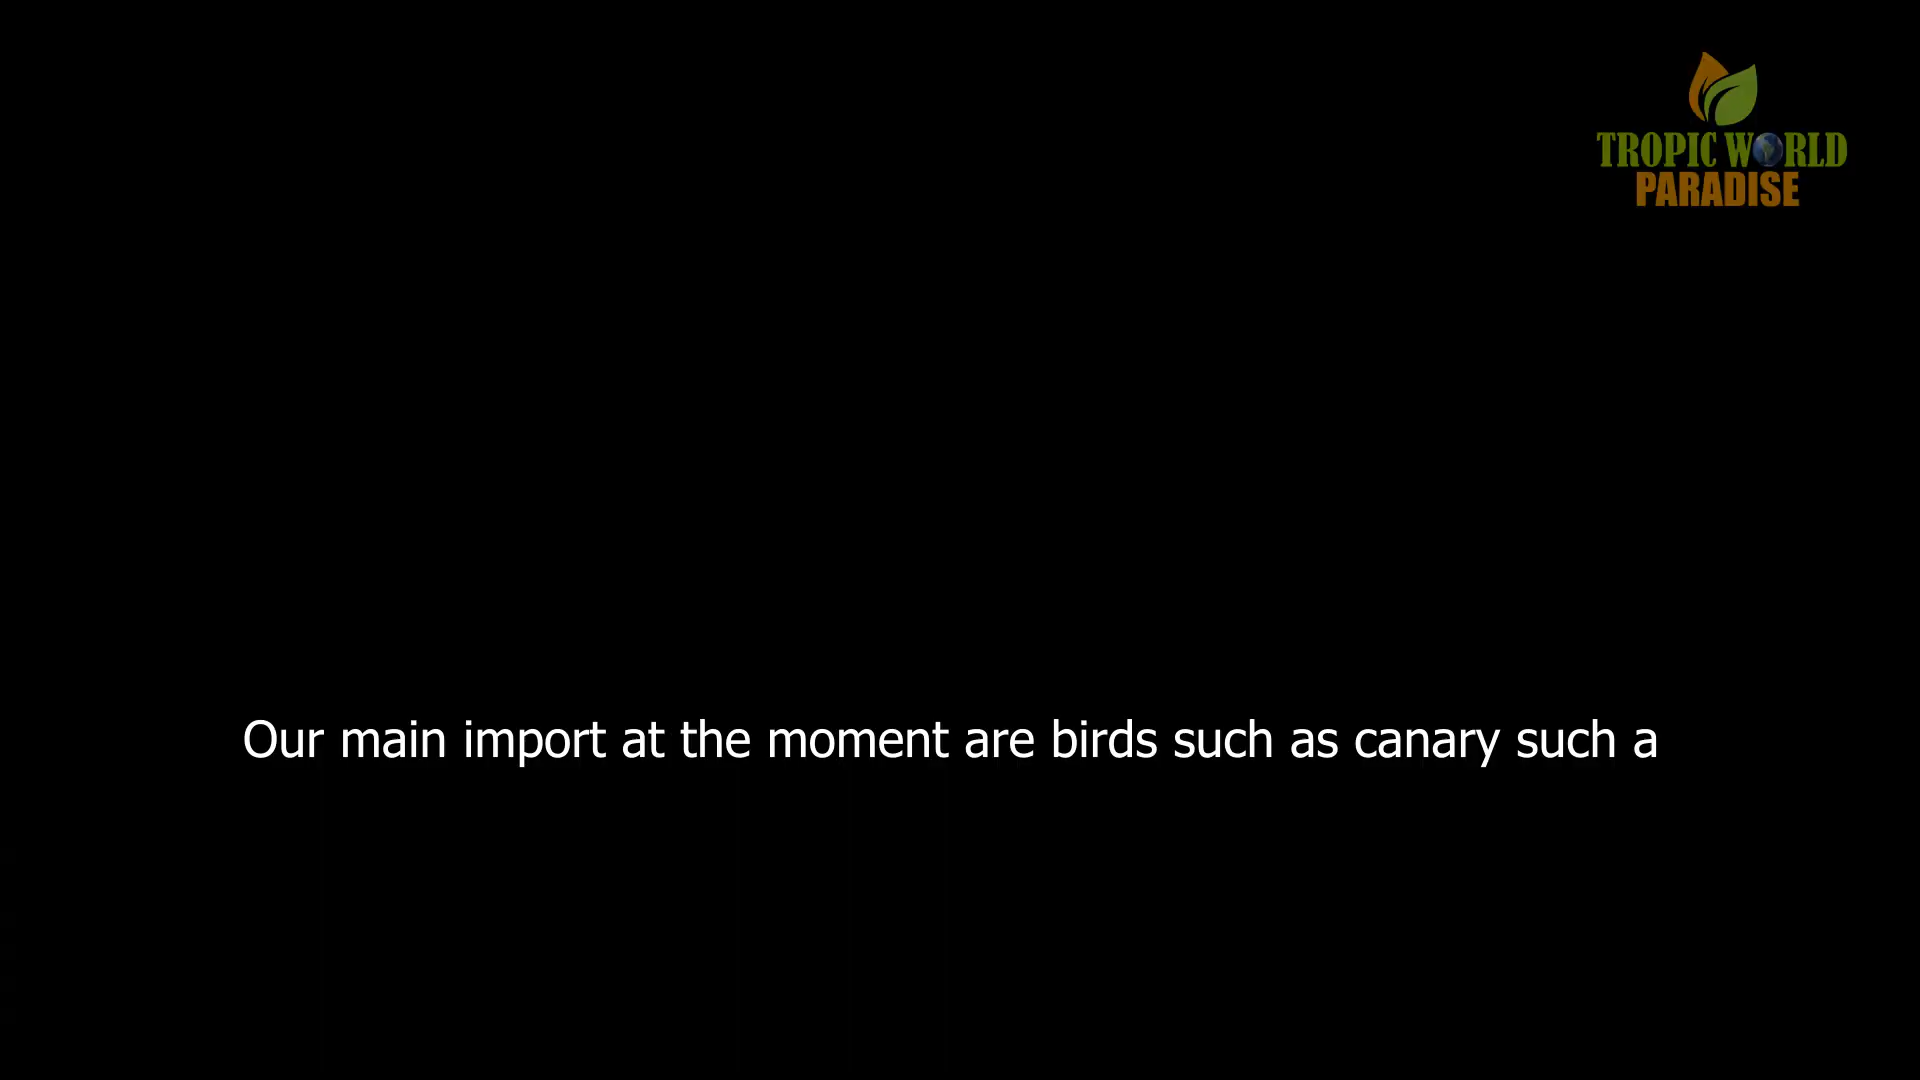 TROPIC WORLD
PARADISE
Our main import at the moment are birds such as canary such a